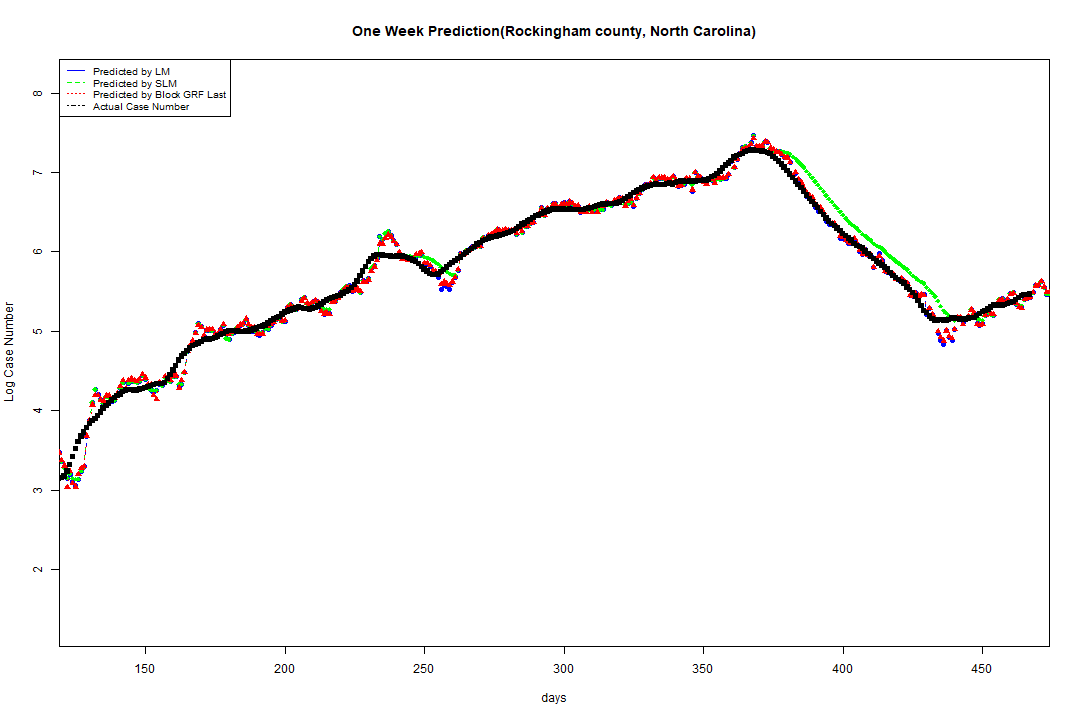 One Week Prediction(Rockingham county, North Carolina)
Predicted by LM
Predicted by SLM
Predicted by Block GRF Last
Actual Case Number
Log Case Number
8
7
6
5
4
3
2
150 200 250 300 350 400 450
days